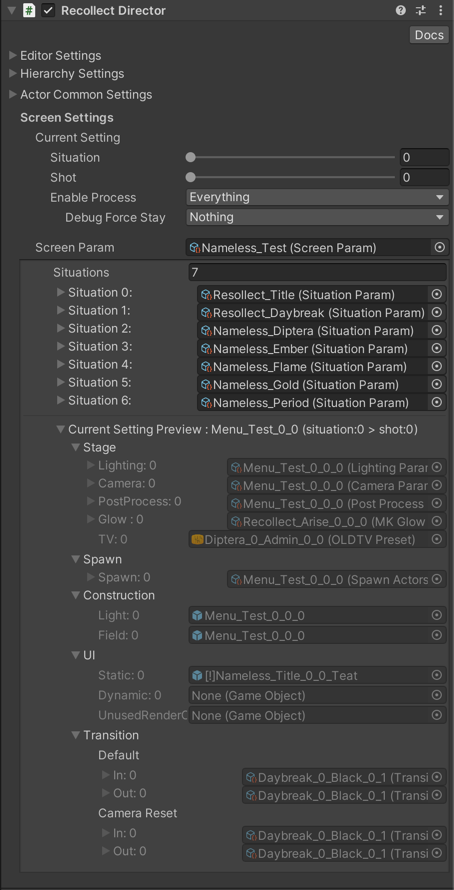 Recollect Director
Docs
Editor Settings
Hierarchy Settings
Actor Common Settings
Screen Settings
Current Setting
Situation 0
Shot 0
Enable Process Everything
Debug Force Stay Nothing
Screen Param Nameless_Test (Screen Param)
Situations 7
Situation 0: Resollect_Title (Situation Param)
Situation 1: Resollect_Daybreak (Situation Param)
Situation 2: Nameless_Diptera (Situation Param)
Situation 3: Nameless_Ember (Situation Param)
Situation 4: Nameless_Flame (Situation Param)
Situation 5: Nameless_Gold (Situation Param)
Situation 6: Nameless_Period (Situation Param)
Current Setting Preview : Menu_Test_0_0 (situation:0 > shot:0)
Stage
Lighting: 0 Menu_Test_0_0_0 (Lighting Parar
Camera: 0 Menu_Test_0_0_0 (Camera Para
PostProcess: 0 Menu_Test_0_0_0 (Post Process
Glow : 0 Recollect_Arise_0_0_0 (MK Glow
TV: 0 Diptera_0_Admin_0_0 (OLDTV Preset)
Spawn
Spawn: 0 Menu_Test_0_0_0 (Spawn Actors
Construction
Light: 0 Menu_Test_0_0_0
Field: 0 Menu_Test_0_0_0
UI
Static: 0 [!]Nameless_Title_0_0_Teat
Dynamic: 0 None (Game Object)
UnusedRenderC None (Game Object)
Transition
Default
In: 0 Daybreak_0_Black_0_1 (Transi
Out: 0 Daybreak_0_Black_0_1 (Transi
Camera Reset
In: 0 Daybreak_0_Black_0_1 (Transi
Out: 0 Daybreak_0_Black_0_1 (Transi